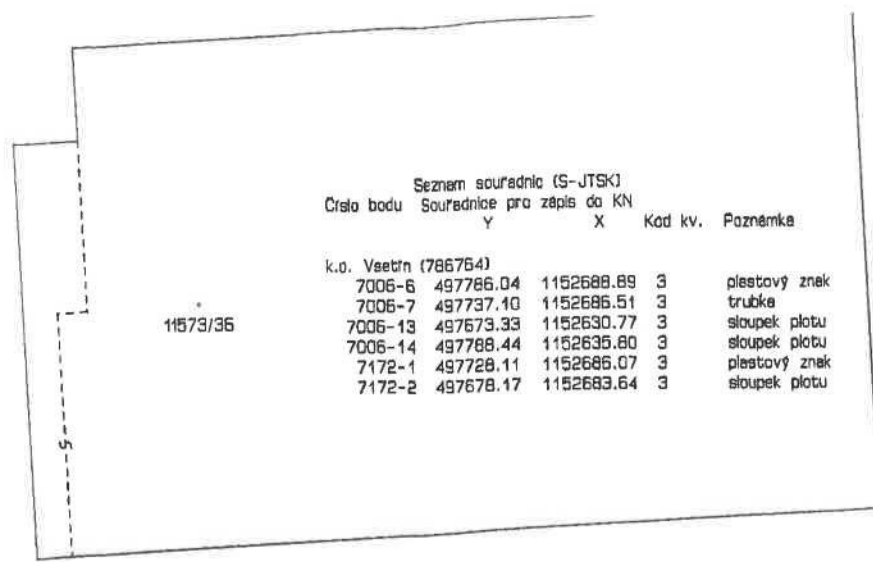 Seznam souřadnic (S-JTSK)
Číslo bodu Souřadnice pro zápis do KN
Y X Kód kv. Poznámka
k.o. Vsetín (786764)
7006-6 497786.04 1152688.89 3 plastový znak
7006-7 497737.10 1152686.51 3 trubka
11573/36
7006-13 497673.33 1152630.77 3 sloupek plotu
7006-14 497788.44 1152635.80 3 sloupek plotu
7172-1 497728.11 1152686.07 3 plastový znak
7172-2 497678.17 1152683.64 3 sloupek plotu
5